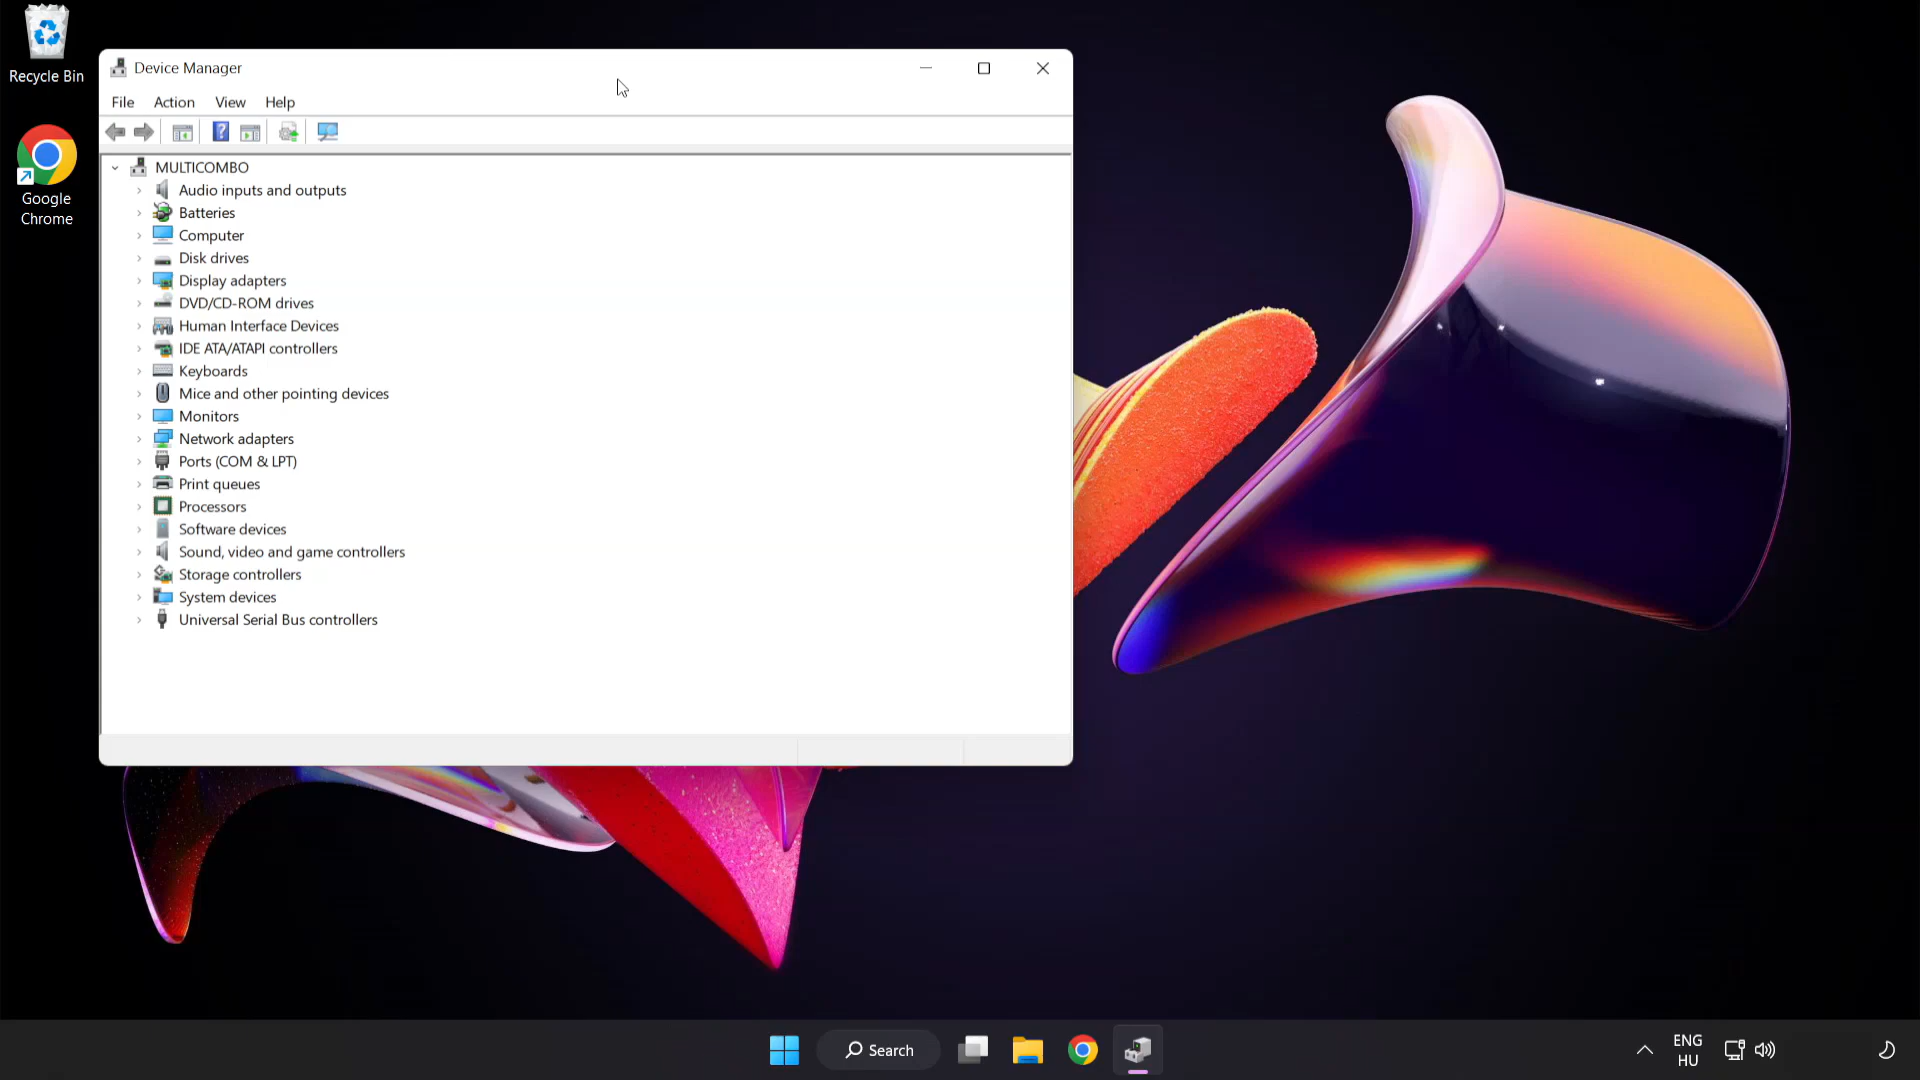 Recycle Bin
Google
Chrome
Device Manager
File Action View Help
MULTICOMBO
Audio inputs and outputs
Batteries
Computer
Disk drives
Display adapters
DVD/CD-ROM drives
Human Interface Devices
IDE ATA/ATAPI controllers
Keyboards
Mice and other pointing devices
Monitors
Network adapters
Ports (COM & LPT)
Print queues
Processors
Software devices
Sound, video and game controllers
Storage controllers
System devices
Universal Serial Bus controllers
Search
ENG
HU